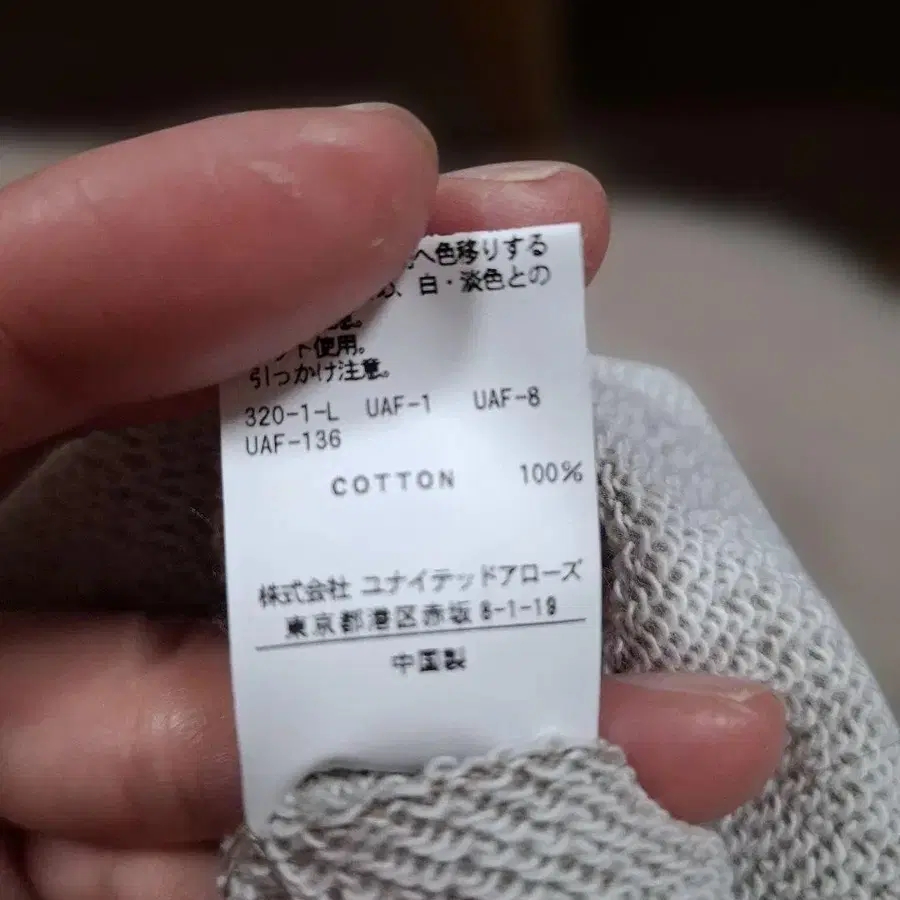 へ色移りする
、白・淡色との
意。
ット使用。
引っかけ注意。
320-1-L UAF-1 UAF-8
UAF-136
COTTON 100%
株式会社 ユナイテッドアローズ
東京都港区赤坂 8-1-19
中国製